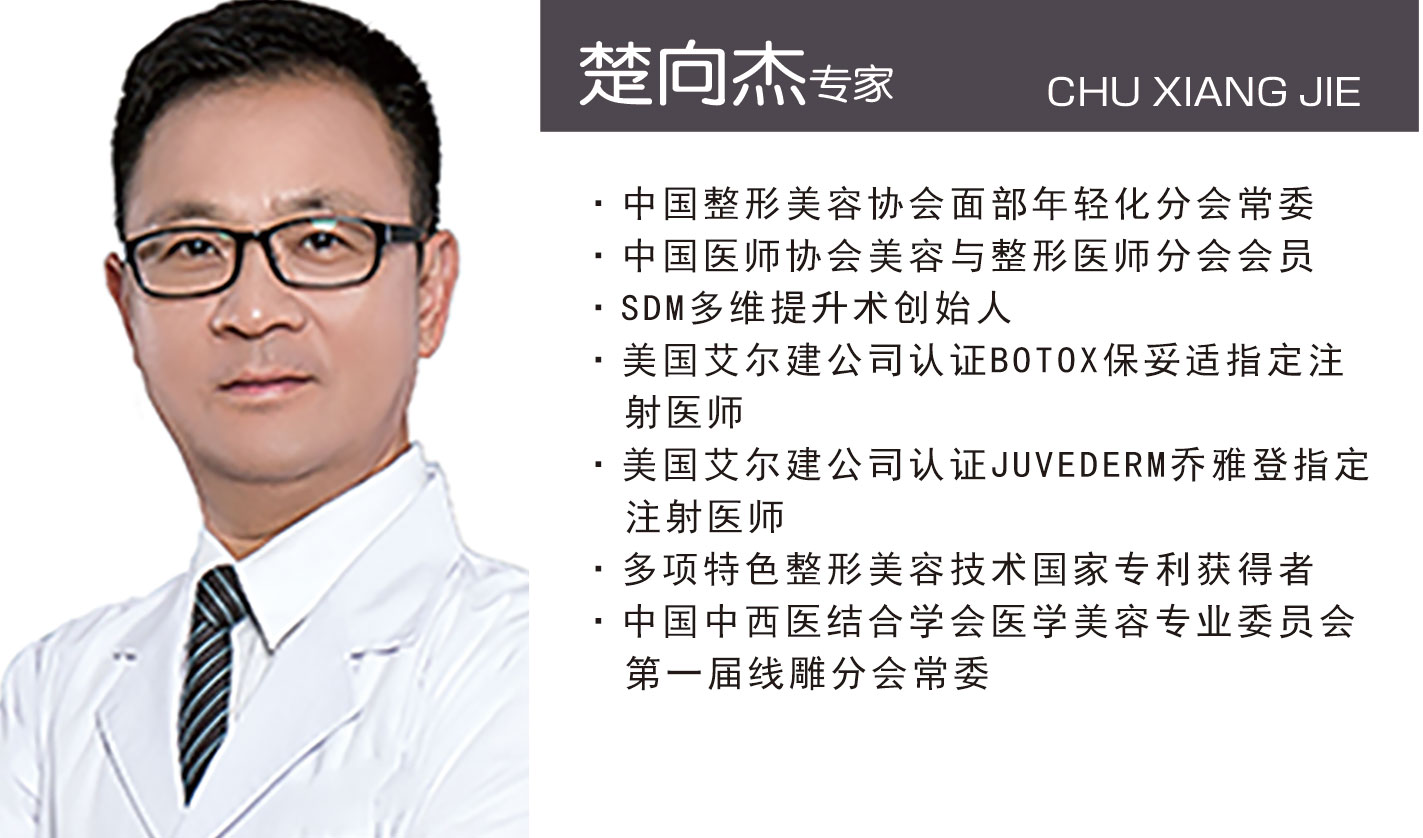 楚向杰专家 CHU XIANG JIE
· 中国整形美容协会面部年轻化分会常委
· 中国医师协会美容与整形医师分会会员
· SDM多维提升术创始人
· 美国艾尔建公司认证BOTOX保妥适指定注
射医师
· 美国艾尔建公司认证JUVEDERM乔雅登指定
注射医师
· 多项特色整形美容技术国家专利获得者
· 中国中西医结合学会医学美容专业委员会
第一届线雕分会常委